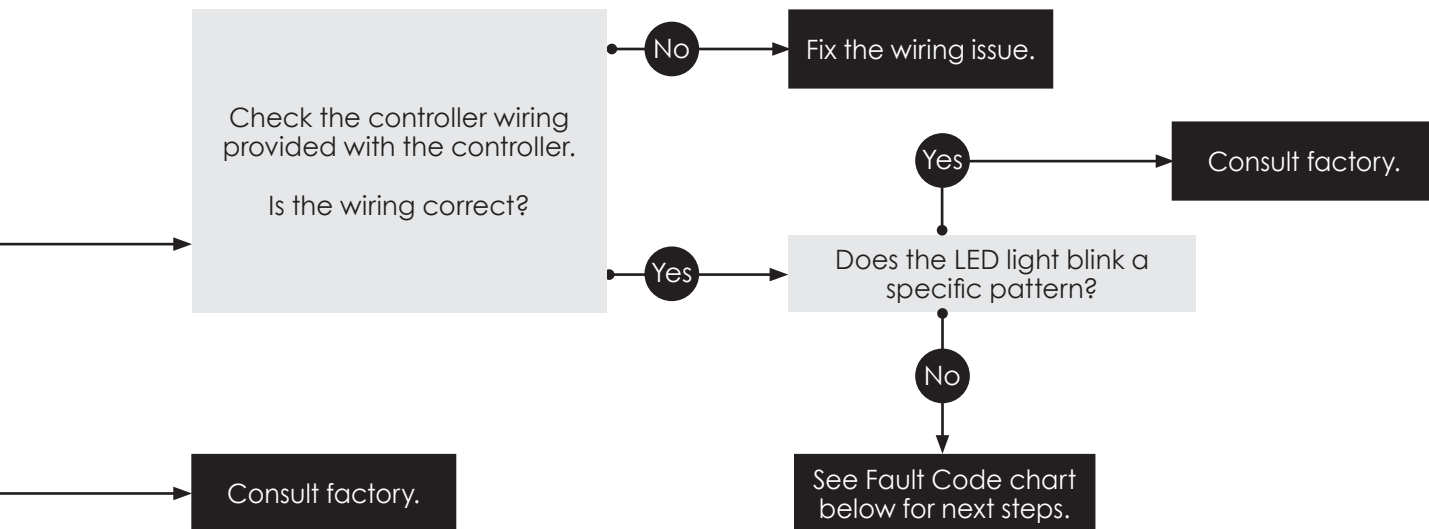 Check the controller wiring
provided with the controller.
Is the wiring correct?
No
Fix the wiring issue.
Yes
Does the LED light blink a
specific pattern?
Yes
Consult factory.
No
See Fault Code chart
below for next steps.
Consult factory.